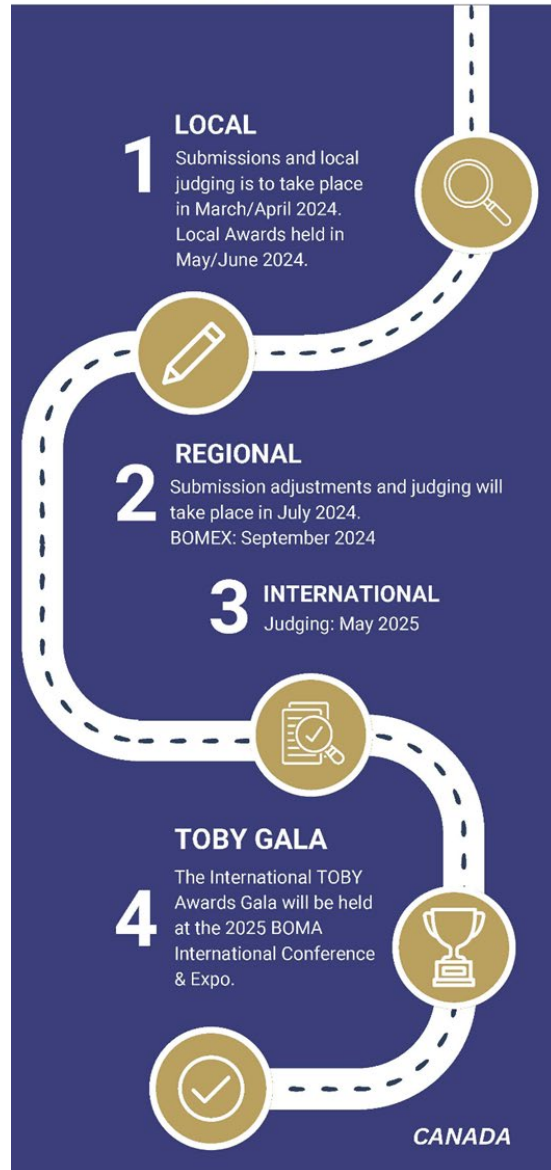 1
LOCAL
Submissions and local
judging is to take place
in March/April 2024.
Local Awards held in
May/June 2024.
2
REGIONAL
Submission adjustments and judging will
take place in July 2024.
BOMEX: September 2024
3
INTERNATIONAL
Judging: May 2025
4
TOBY GALA
The International TOBY
Awards Gala will be held
at the 2025 BOMA
International Conference
& Expo.
CANADA